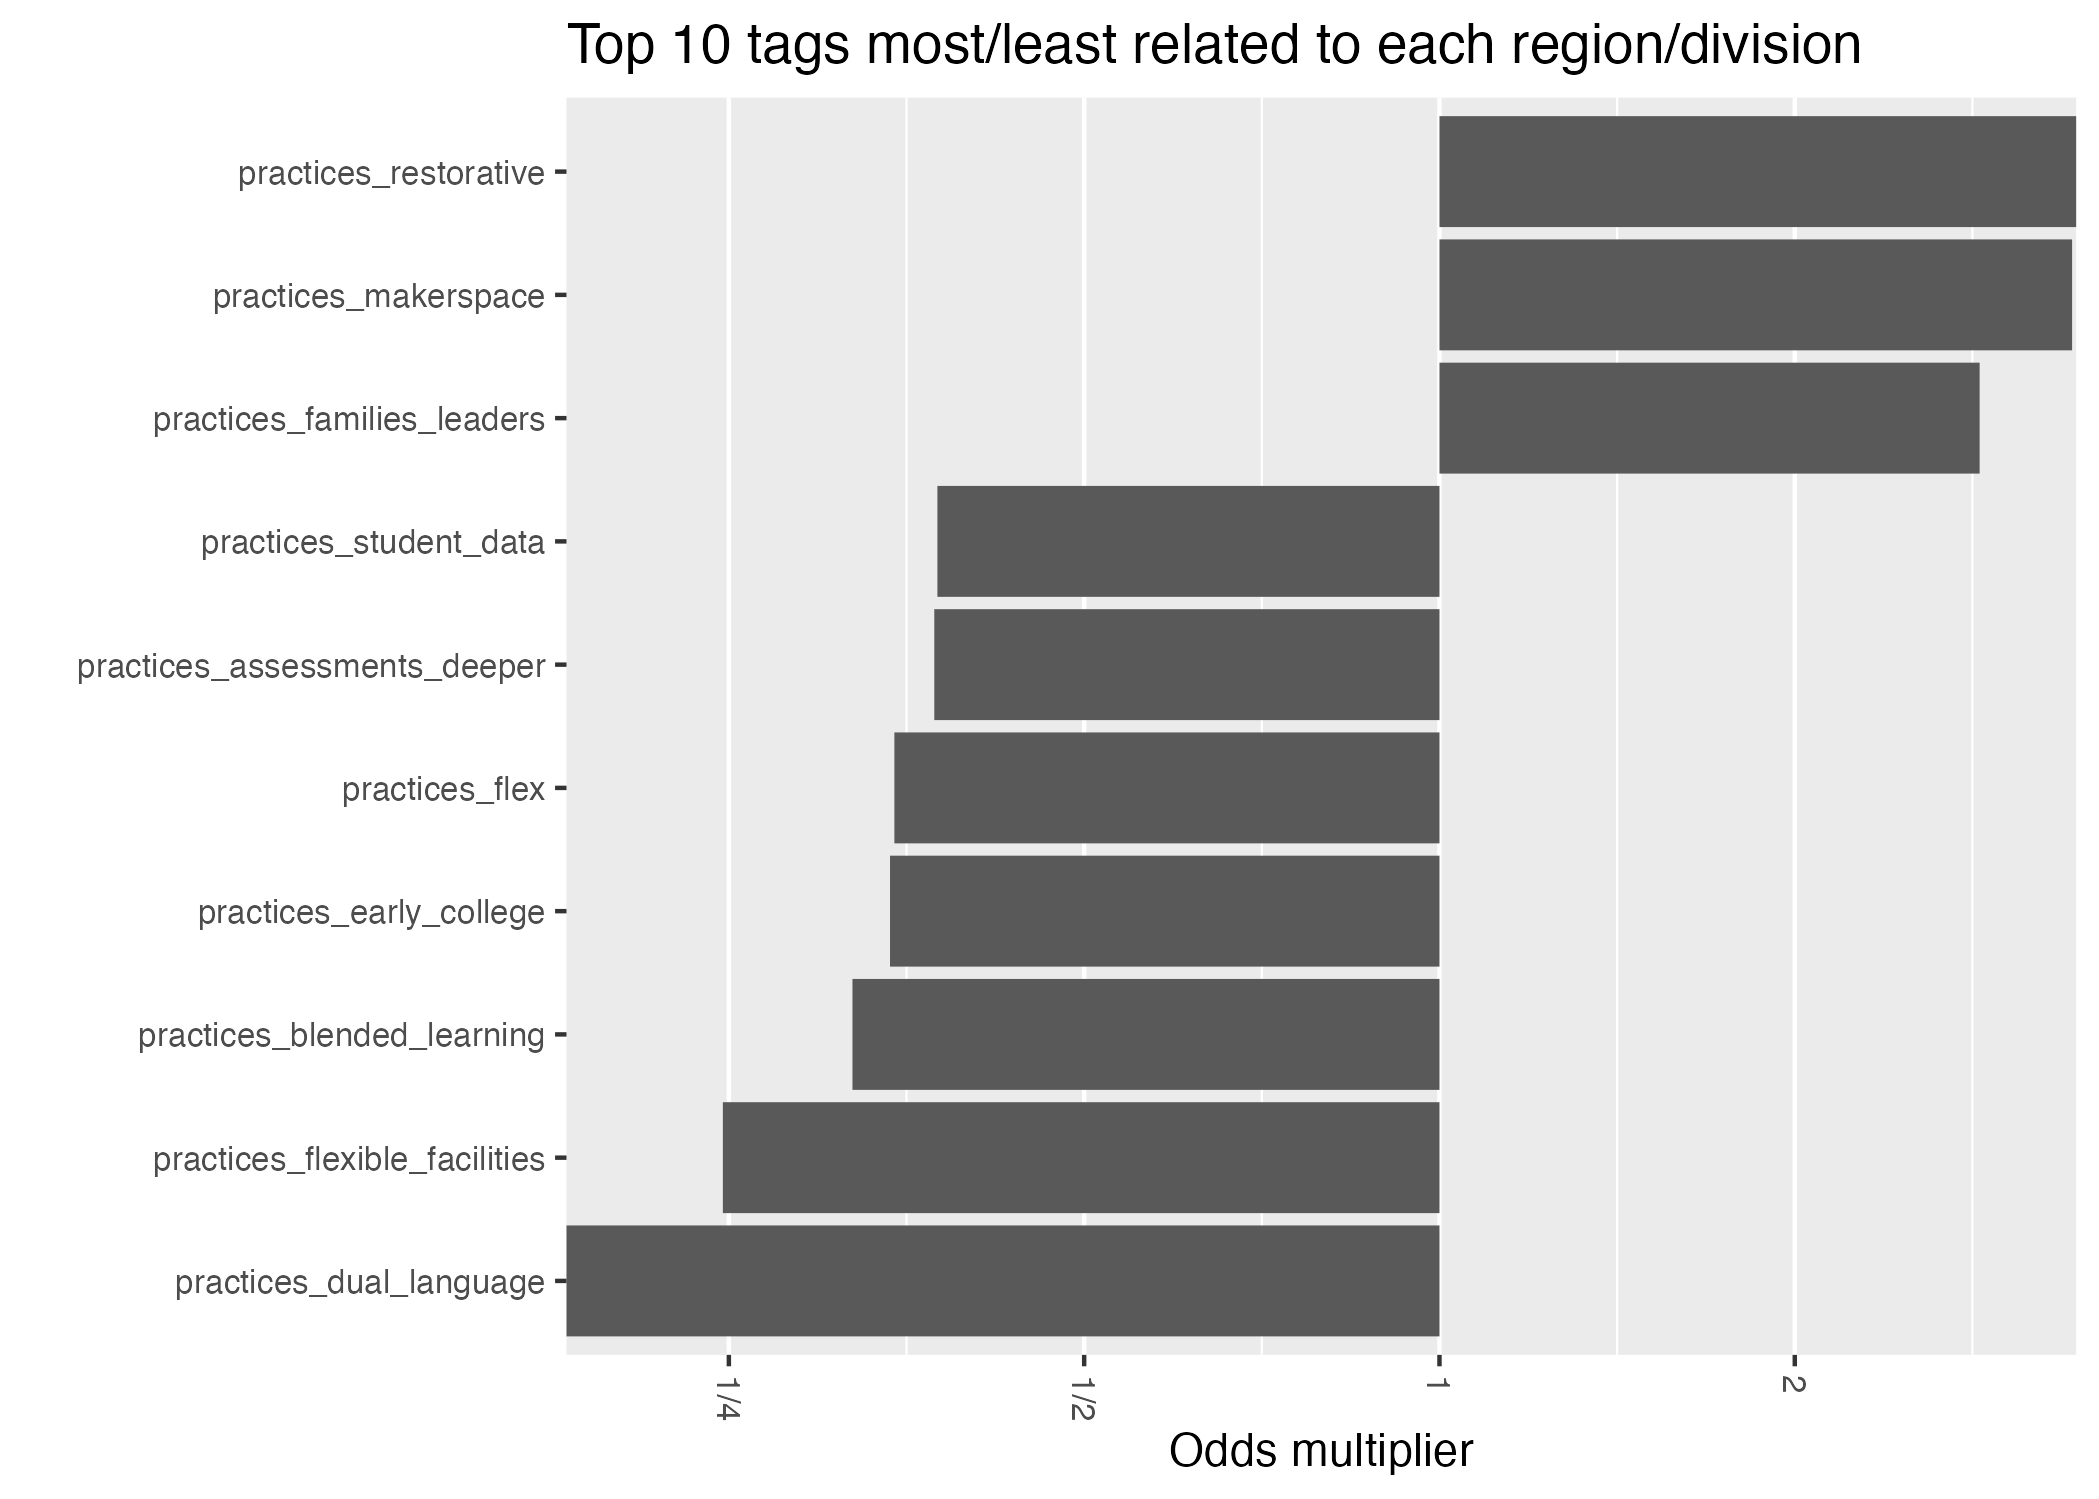 Top 10 tags most/least related to each region/division
practices_restorative
practices_makerspace
practices_families_leaders
practices_student_data
practices_assessments_deeper
practices_flex
practices_early_college
practices_blended_learning
practices_flexible_facilities
practices_dual_language
1/4
1/2
1
2
Odds multiplier